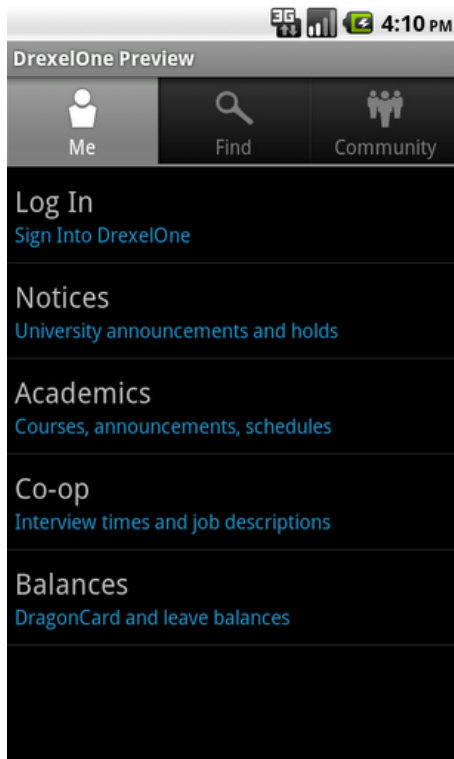 3G 4:10 PM
DrexelOne Preview
Me Find Community
Log In
Sign Into DrexelOne
Notices
University announcements and holds
Academics
Courses, announcements, schedules
Co-op
Interview times and job descriptions
Balances
DragonCard and leave balances